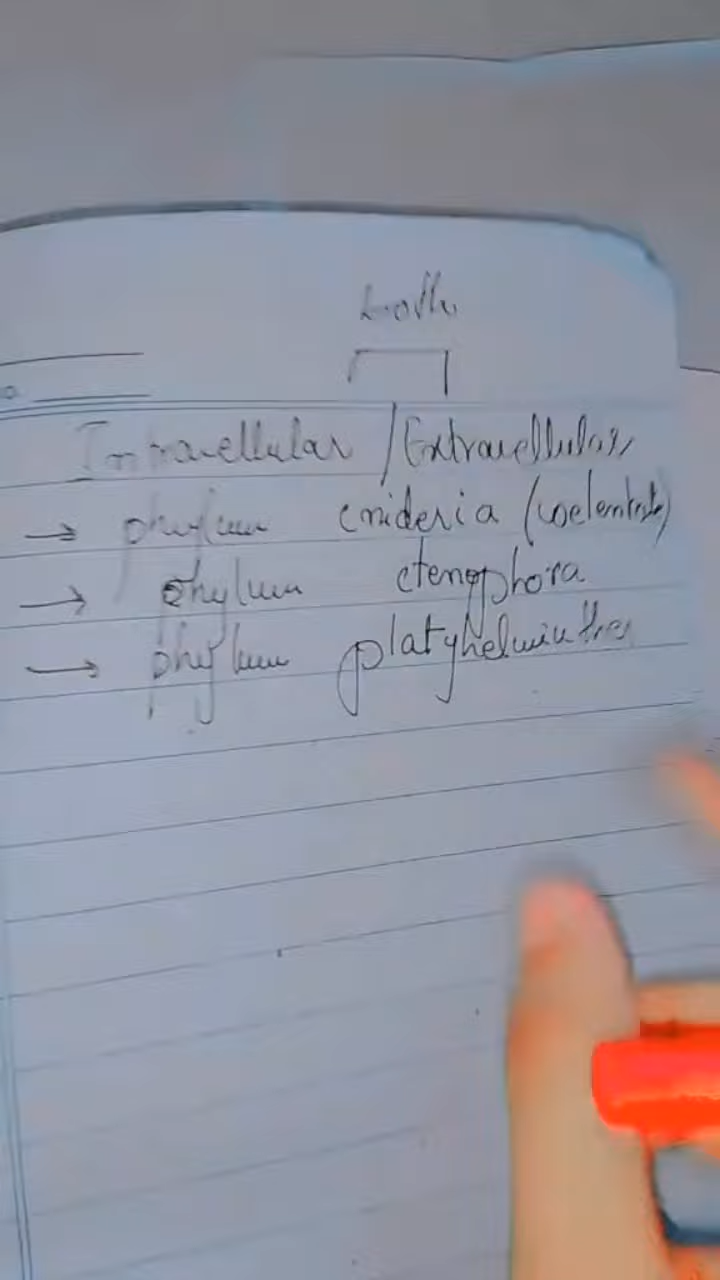 both
Intracellular / Extracellular
→ phylum cnideria (coelentrate)
→ phylum ctenophora
→ phylum platyhelminthes